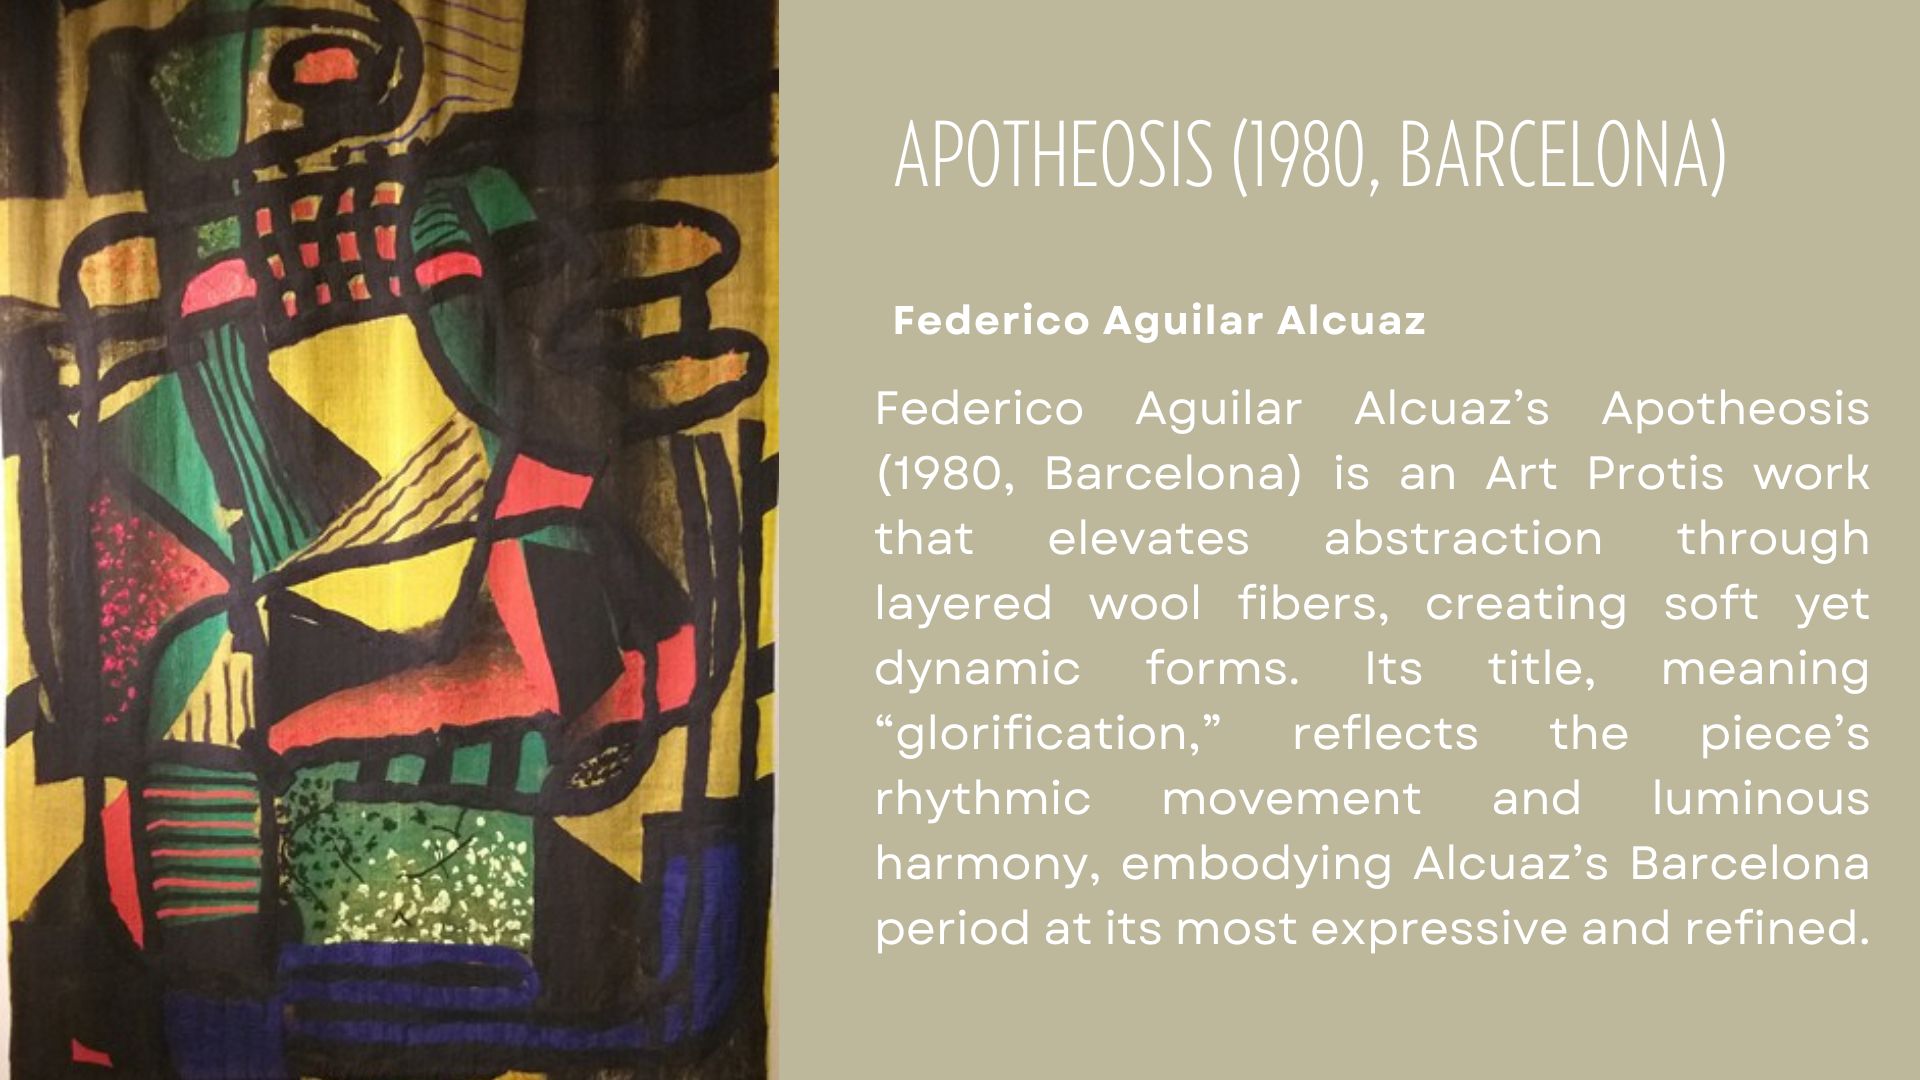 APOTHEOSIS (1980, BARCELONA)
Federico Aguilar Alcuaz
Federico Aguilar Alcuaz’s Apotheosis
(1980, Barcelona) is an Art Protis work
that elevates abstraction through
layered wool fibers, creating soft yet
dynamic forms. Its title, meaning
“glorification,” reflects the piece’s
rhythmic movement and luminous
harmony, embodying Alcuaz’s Barcelona
period at its most expressive and refined.